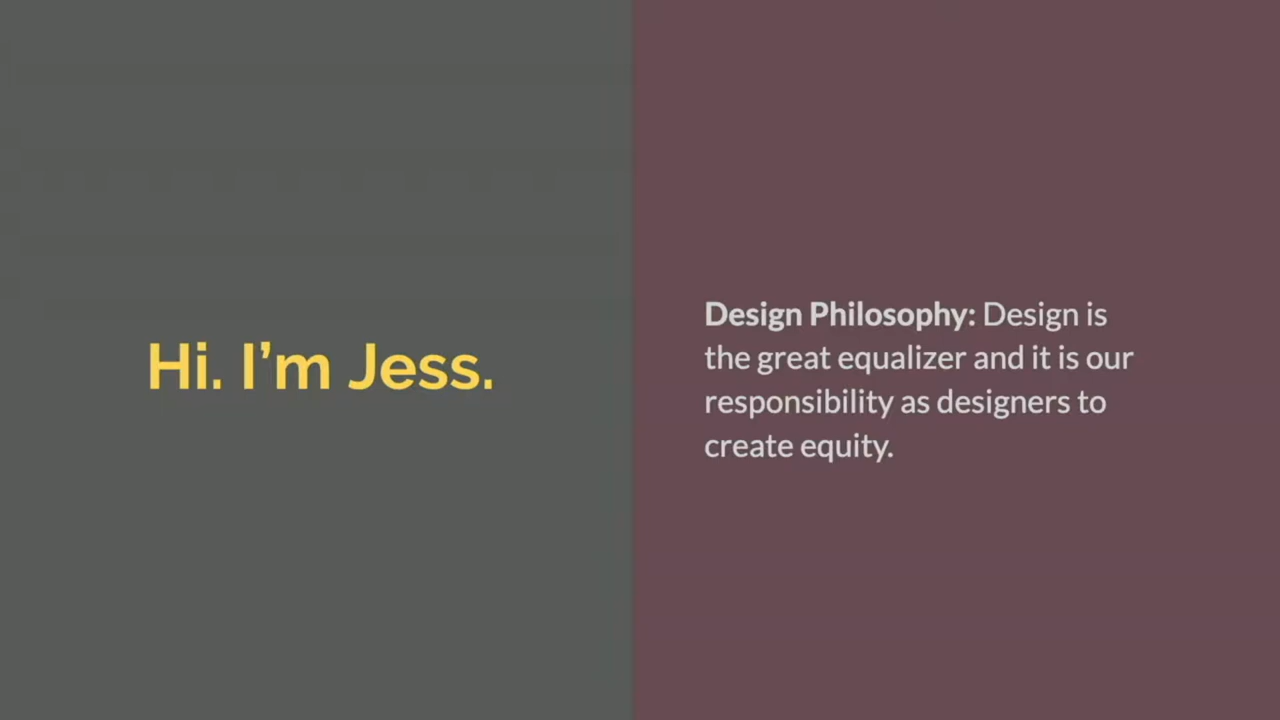 Hi. I’m Jess.
Design Philosophy: Design is
the great equalizer and it is our
responsibility as designers to
create equity.